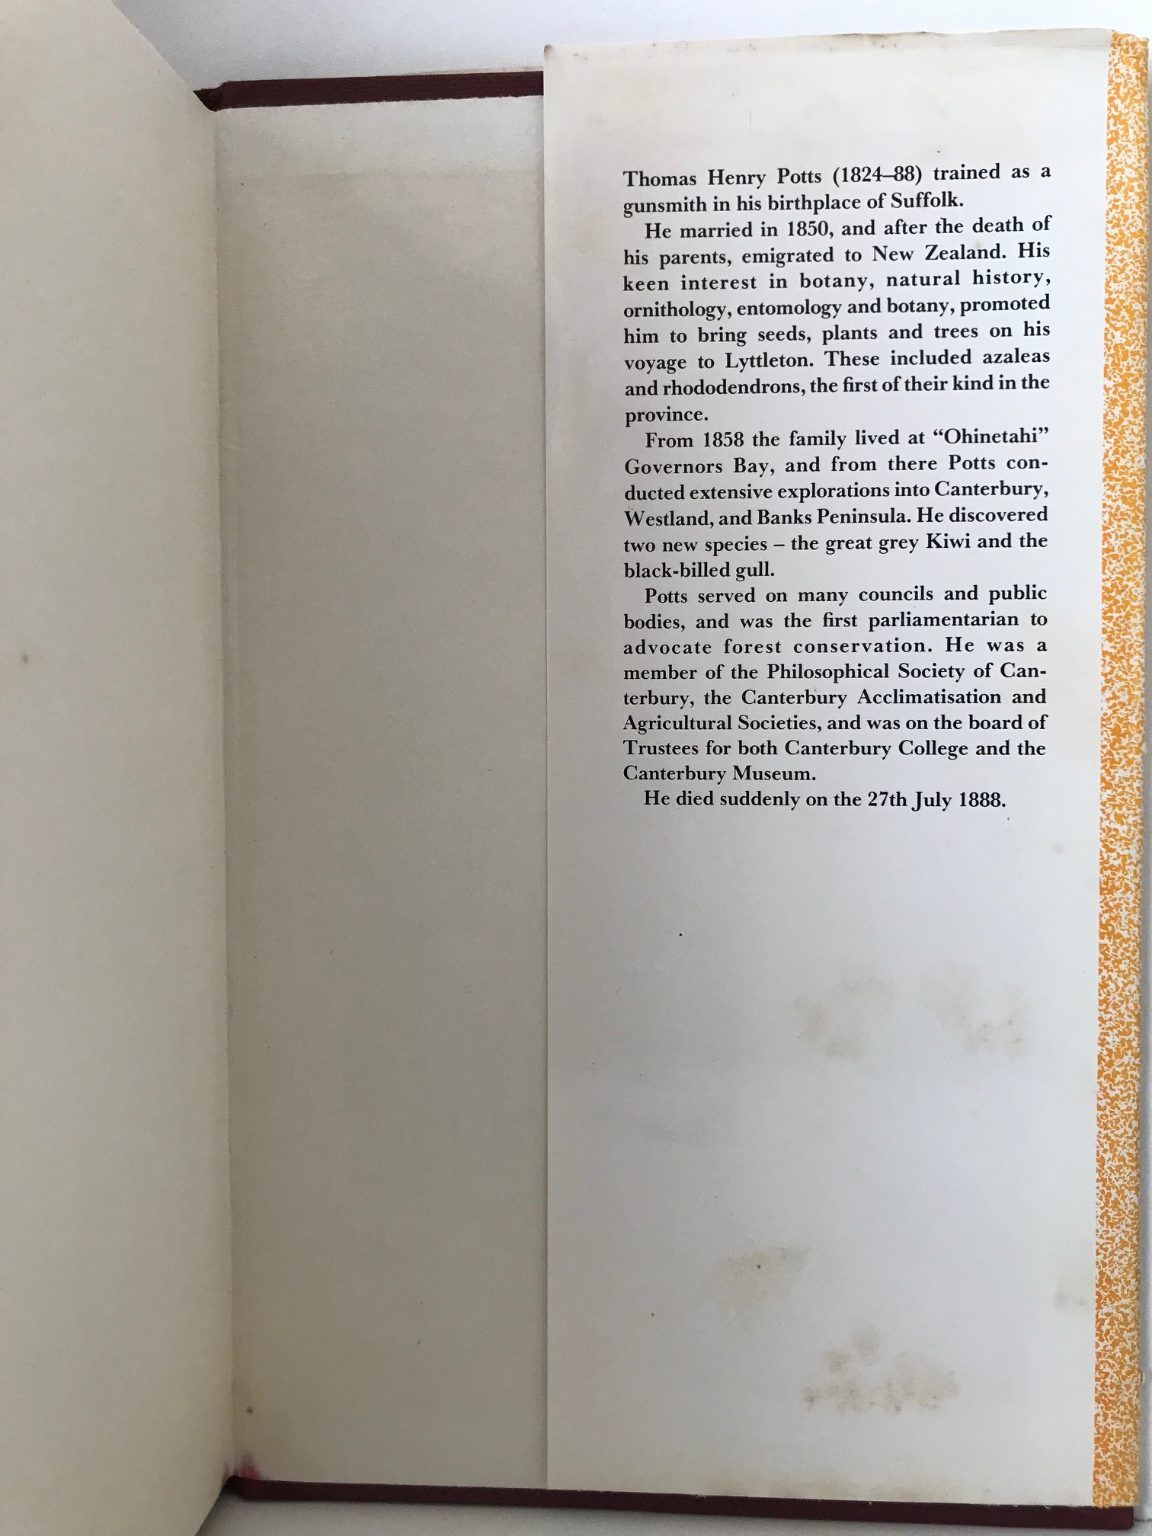 Thomas Henry Potts (1824–88) trained as a
gunsmith in his birthplace of Suffolk.
He married in 1850, and after the death of
his parents, emigrated to New Zealand. His
keen interest in botany, natural history,
ornithology, entomology and botany, promoted
him to bring seeds, plants and trees on his
voyage to Lyttleton. These included azaleas
and rhododendrons, the first of their kind in the
province.
From 1858 the family lived at “Ohinetahi”
Governors Bay, and from there Potts con-
ducted extensive explorations into Canterbury,
Westland, and Banks Peninsula. He discovered
two new species – the great grey Kiwi and the
black-billed gull.
Potts served on many councils and public
bodies, and was the first parliamentarian to
advocate forest conservation. He was a
member of the Philosophical Society of Can-
terbury, the Canterbury Acclimatisation and
Agricultural Societies, and was on the board of
Trustees for both Canterbury College and the
Canterbury Museum.
He died suddenly on the 27th July 1888.